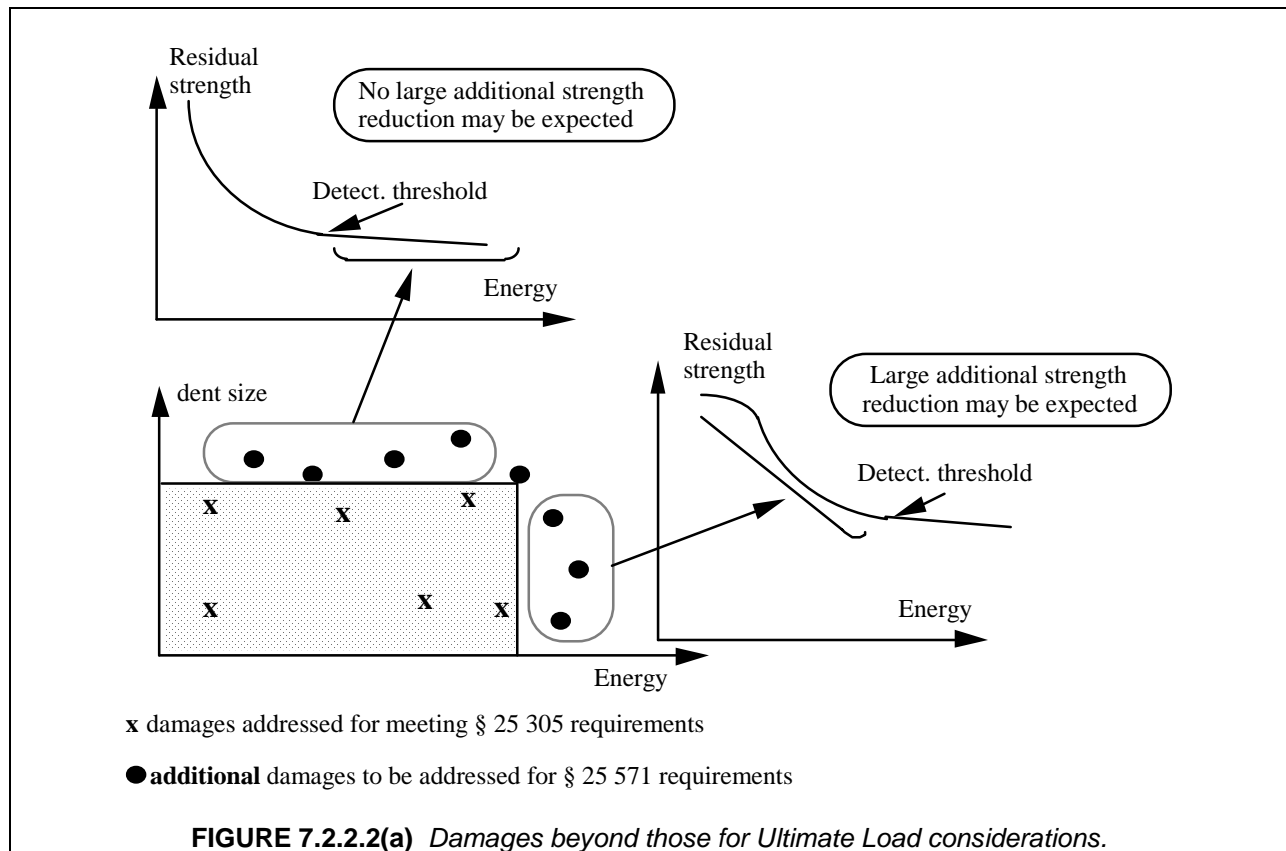 Residual
strength
No large additional strength
reduction may be expected
Detect. threshold
Energy
Residual
strength
Large additional strength
reduction may be expected
Detect. threshold
Energy
dent size
x
x
x
x
x
x
Energy
x damages addressed for meeting § 25 305 requirements
additional damages to be addressed for § 25 571 requirements
FIGURE 7.2.2.2(a) Damages beyond those for Ultimate Load considerations.